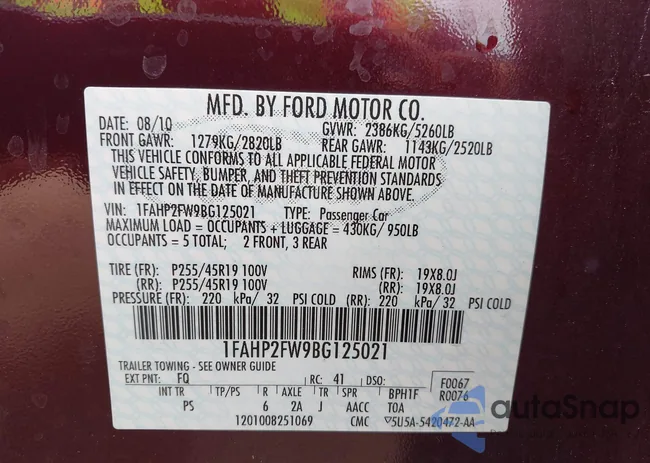 MFD. BY FORD MOTOR CO.
DATE: 08/10 GVWR: 2386KG/5260LB
FRONT GAWR: 1279KG/2820LB REAR GAWR: 1143KG/2520LB
THIS VEHICLE CONFORMS TO ALL APPLICABLE FEDERAL MOTOR
VEHICLE SAFETY, BUMPER, AND THEFT PREVENTION STANDARDS
IN EFFECT ON THE DATE OF MANUFACTURE SHOWN ABOVE.
VIN: 1FAHP2FW9BG125021 TYPE: Passenger Car
MAXIMUM LOAD = OCCUPANTS + LUGGAGE = 430KG/ 950LB
OCCUPANTS = 5 TOTAL; 2 FRONT, 3 REAR
TIRE (FR): P255/45R19 100V RIMS (FR): 19X8.0J
(RR): P255/45R19 100V (RR): 19X8.0J
PRESSURE (FR): 220 kPa/ 32 PSI COLD (RR): 220 kPa/ 32 PSI COLD
1FAHP2FW9BG125021
TRAILER TOWING - SEE OWNER GUIDE
EXT PNT: FQ RC: 41 DSO: F0067
INT TR TP/PS R AXLE TR BPH1F R0076
PS 6 2A J AACC TOA
1201008251069 CMC 5U5A-5420472-AA
autoSnap